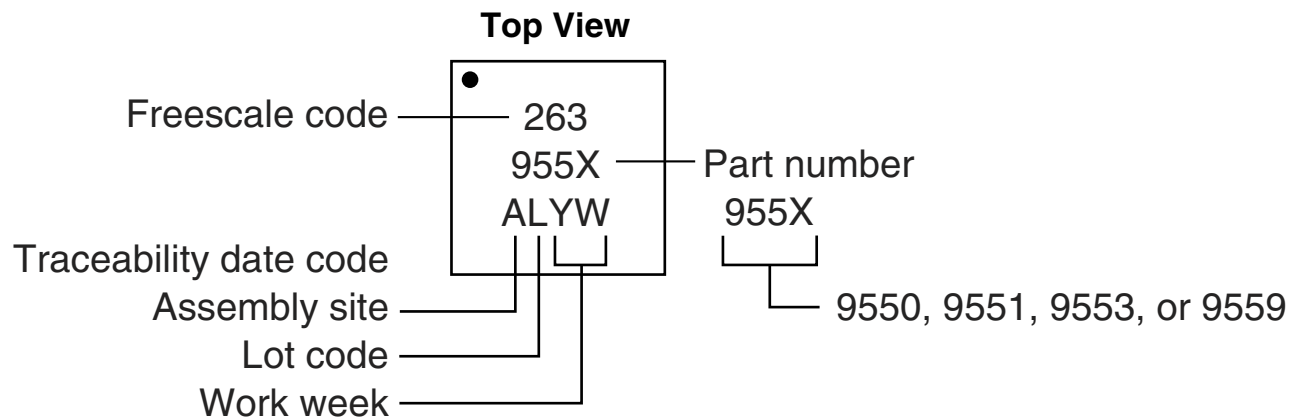 Top View
Freescale code
263
955X
Part number
ALYW
955X
Traceability date code
Assembly site
9550, 9551, 9553, or 9559
Lot code
Work week